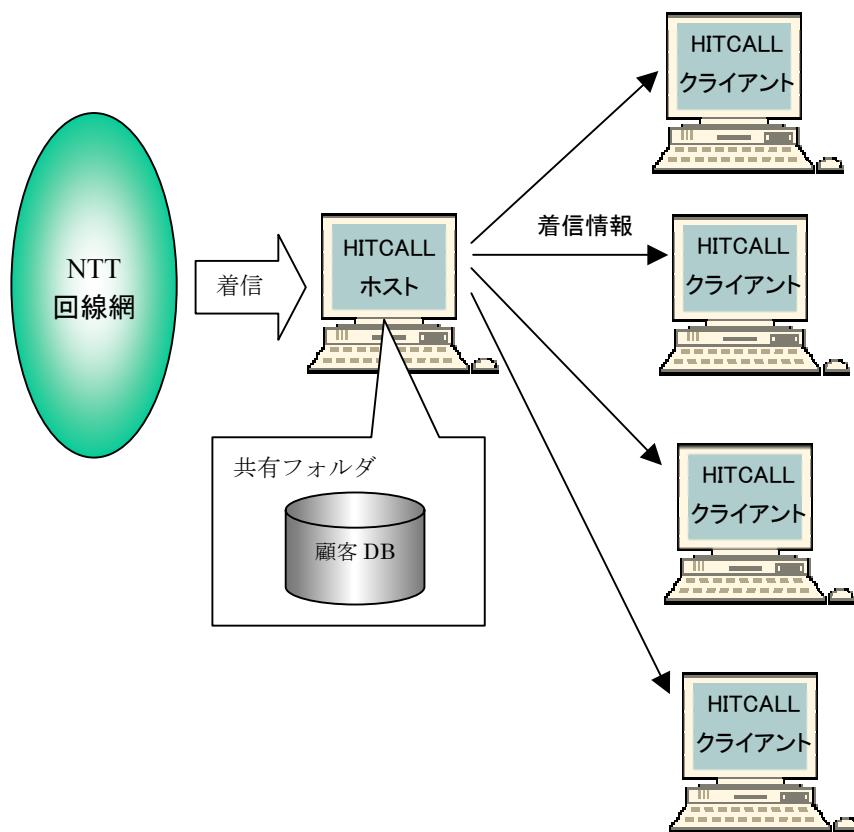 HITCALL
クライアント
NTT
回線網
着信
HITCALL
ホスト
着信情報
HITCALL
クライアント
共有フォルダ
顧客 DB
HITCALL
クライアント
HITCALL
クライアント